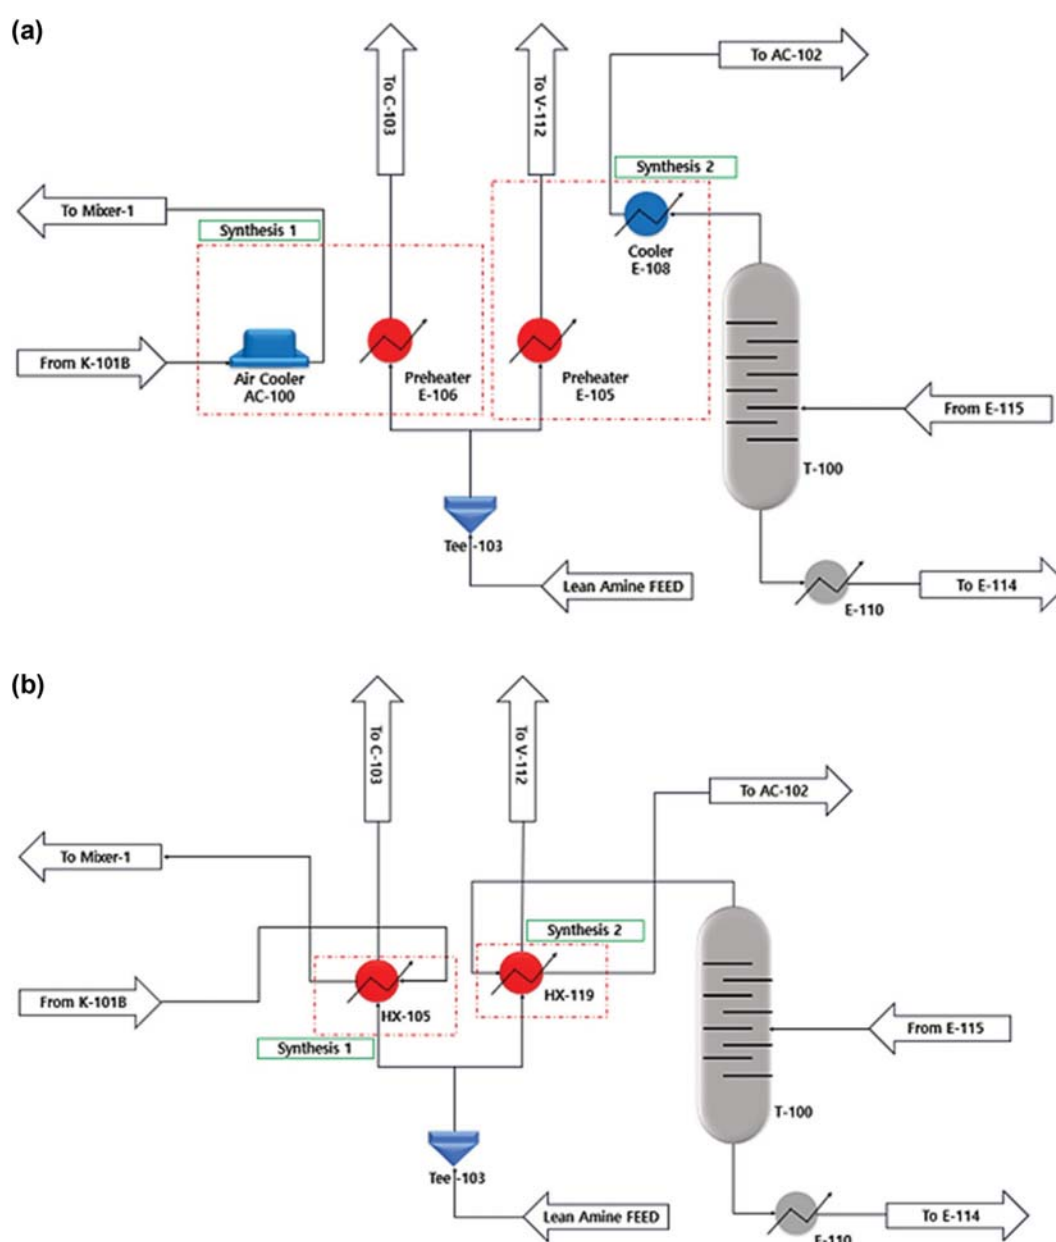 (a)
To C-103
To V-112
To AC-102
Synthesis 2
To Mixer-1
Synthesis 1
Cooler
E-108
From K-101B
Air Cooler
AC-100
Preheater
E-106
Preheater
E-105
From E-115
T-100
Tee -103
Lean Amine FEED
E-110
To E-114
(b)
To C-103
To V-112
To AC-102
To Mixer-1
Synthesis 2
From K-101B
HX-105
HX-119
From E-115
Synthesis 1
T-100
Tee -103
Lean Amine FEED
To E-114
E-110